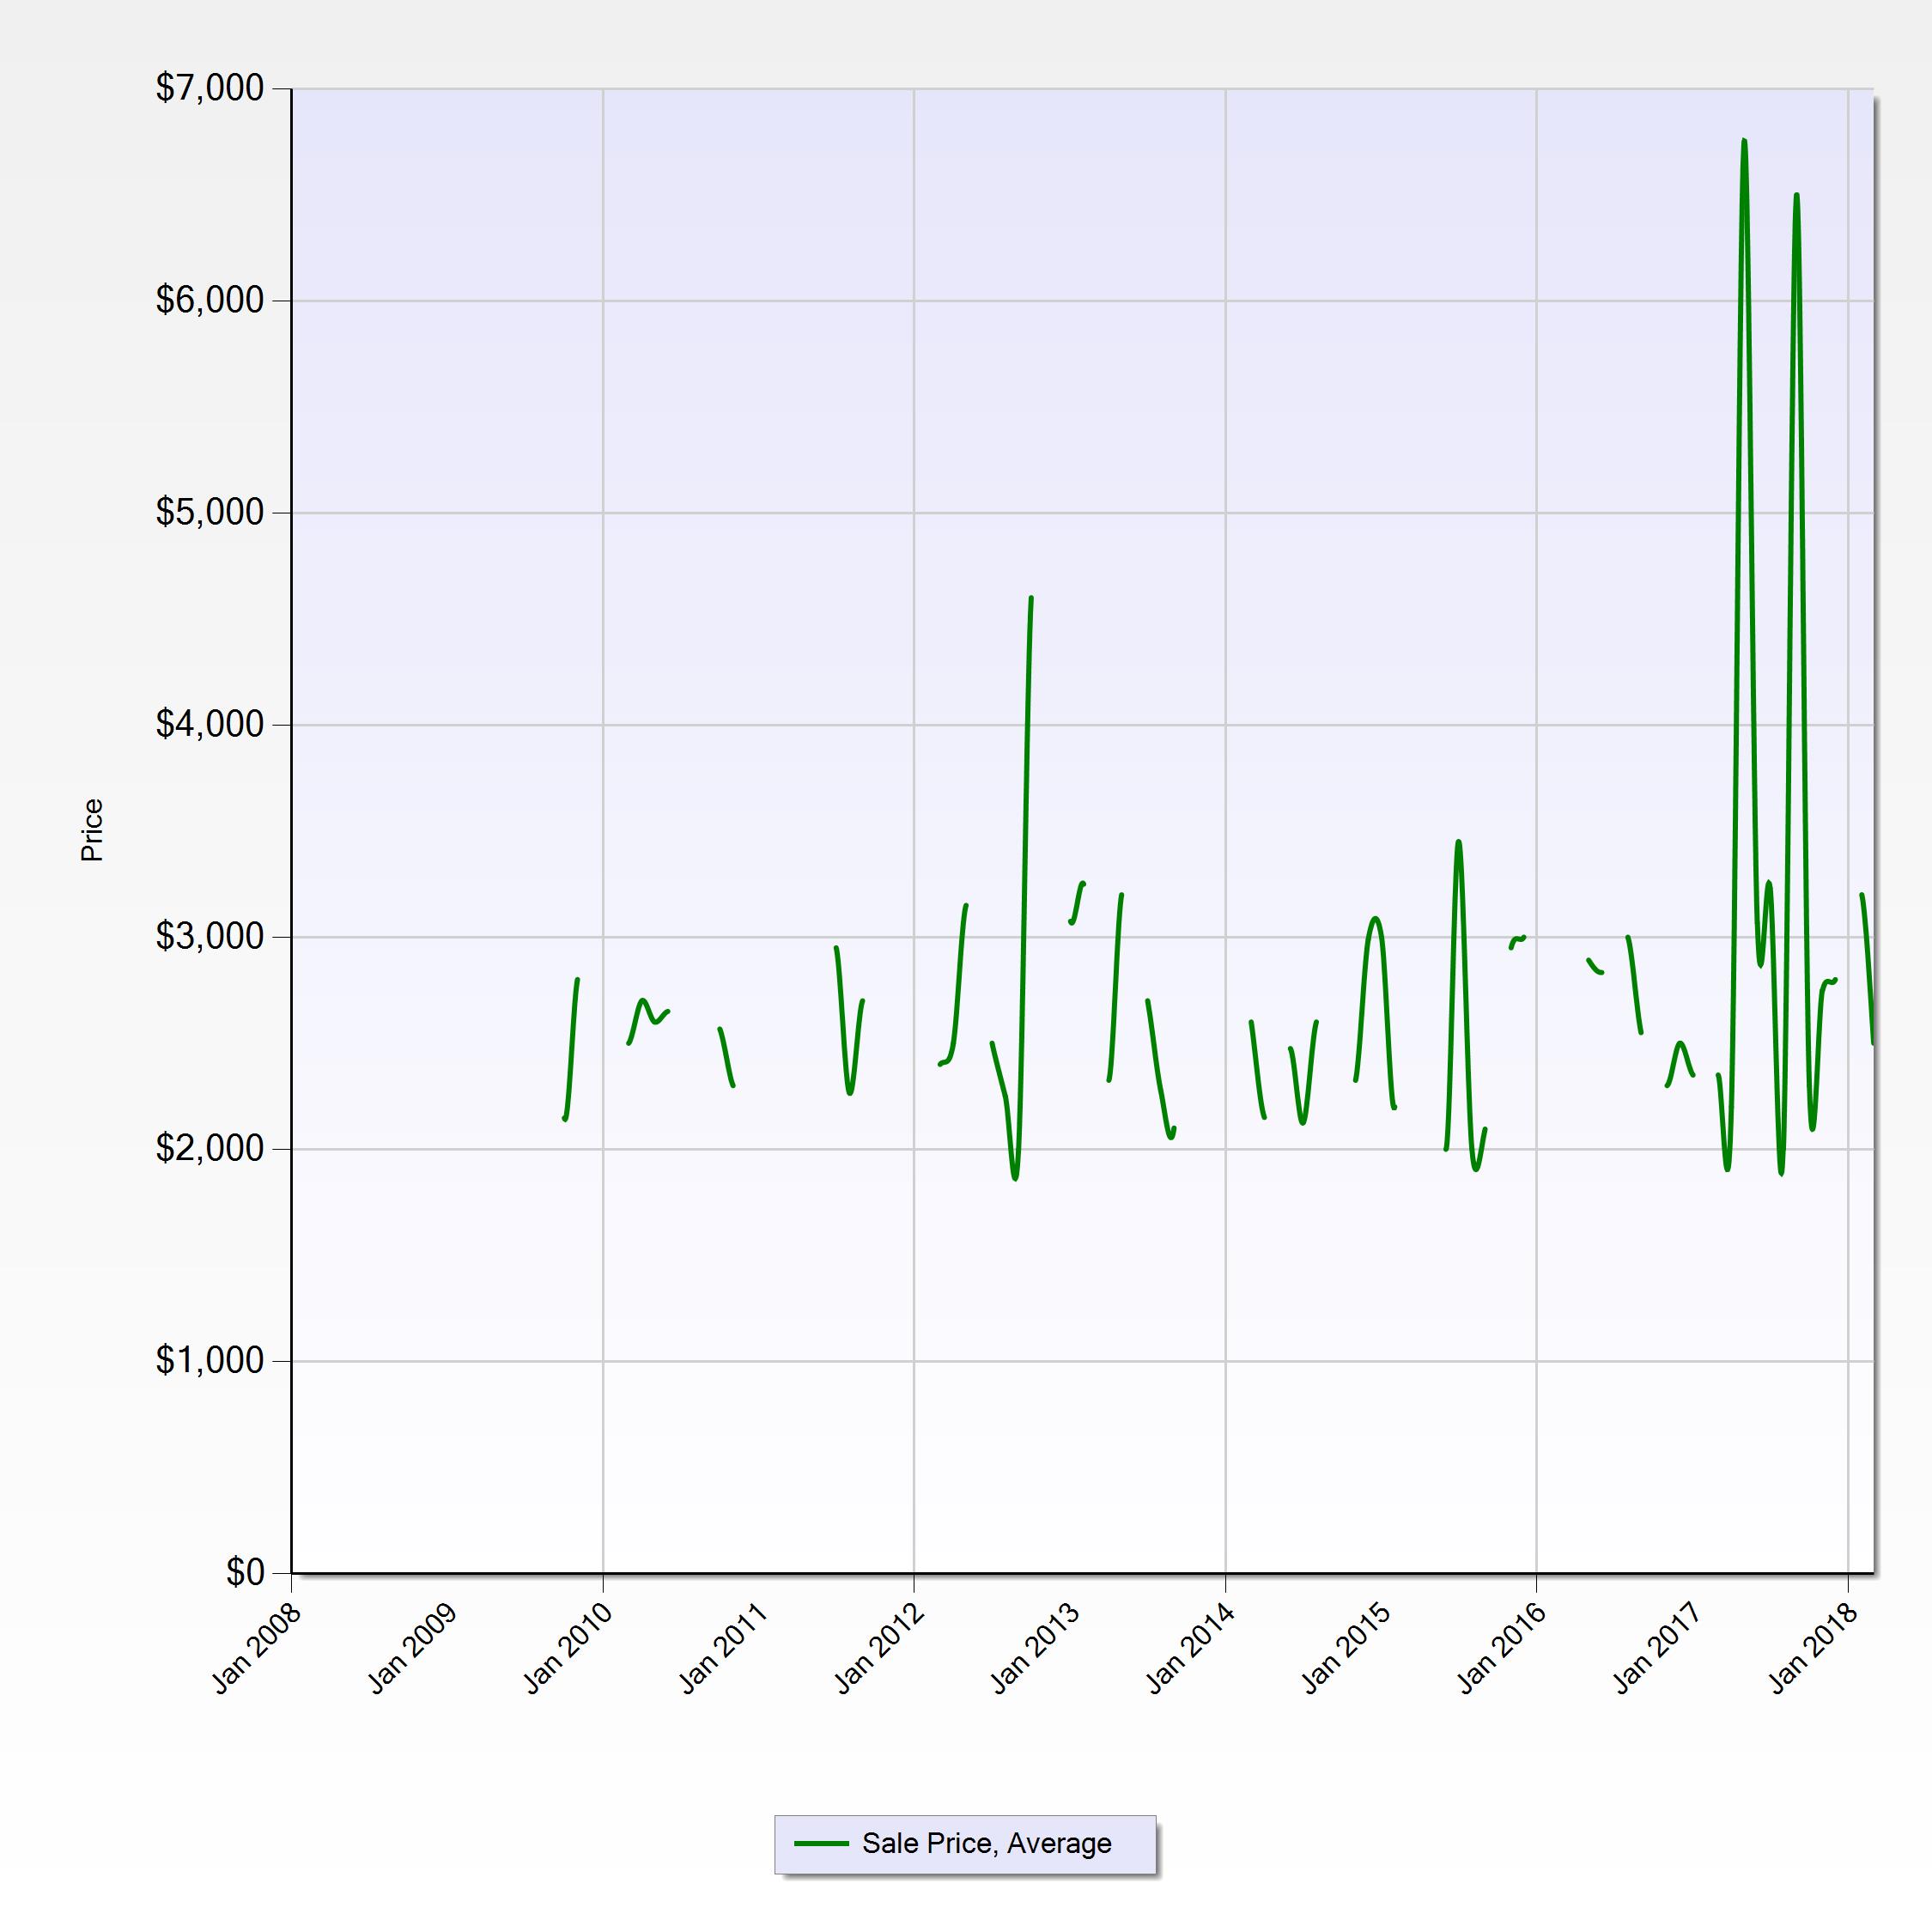 $7,000
$6,000
$5,000
$4,000
$3,000
$2,000
$1,000
$0
Price
Jan 2008
Jan 2009
Jan 2010
Jan 2011
Jan 2012
Jan 2013
Jan 2014
Jan 2015
Jan 2016
Jan 2017
Jan 2018
Sale Price, Average